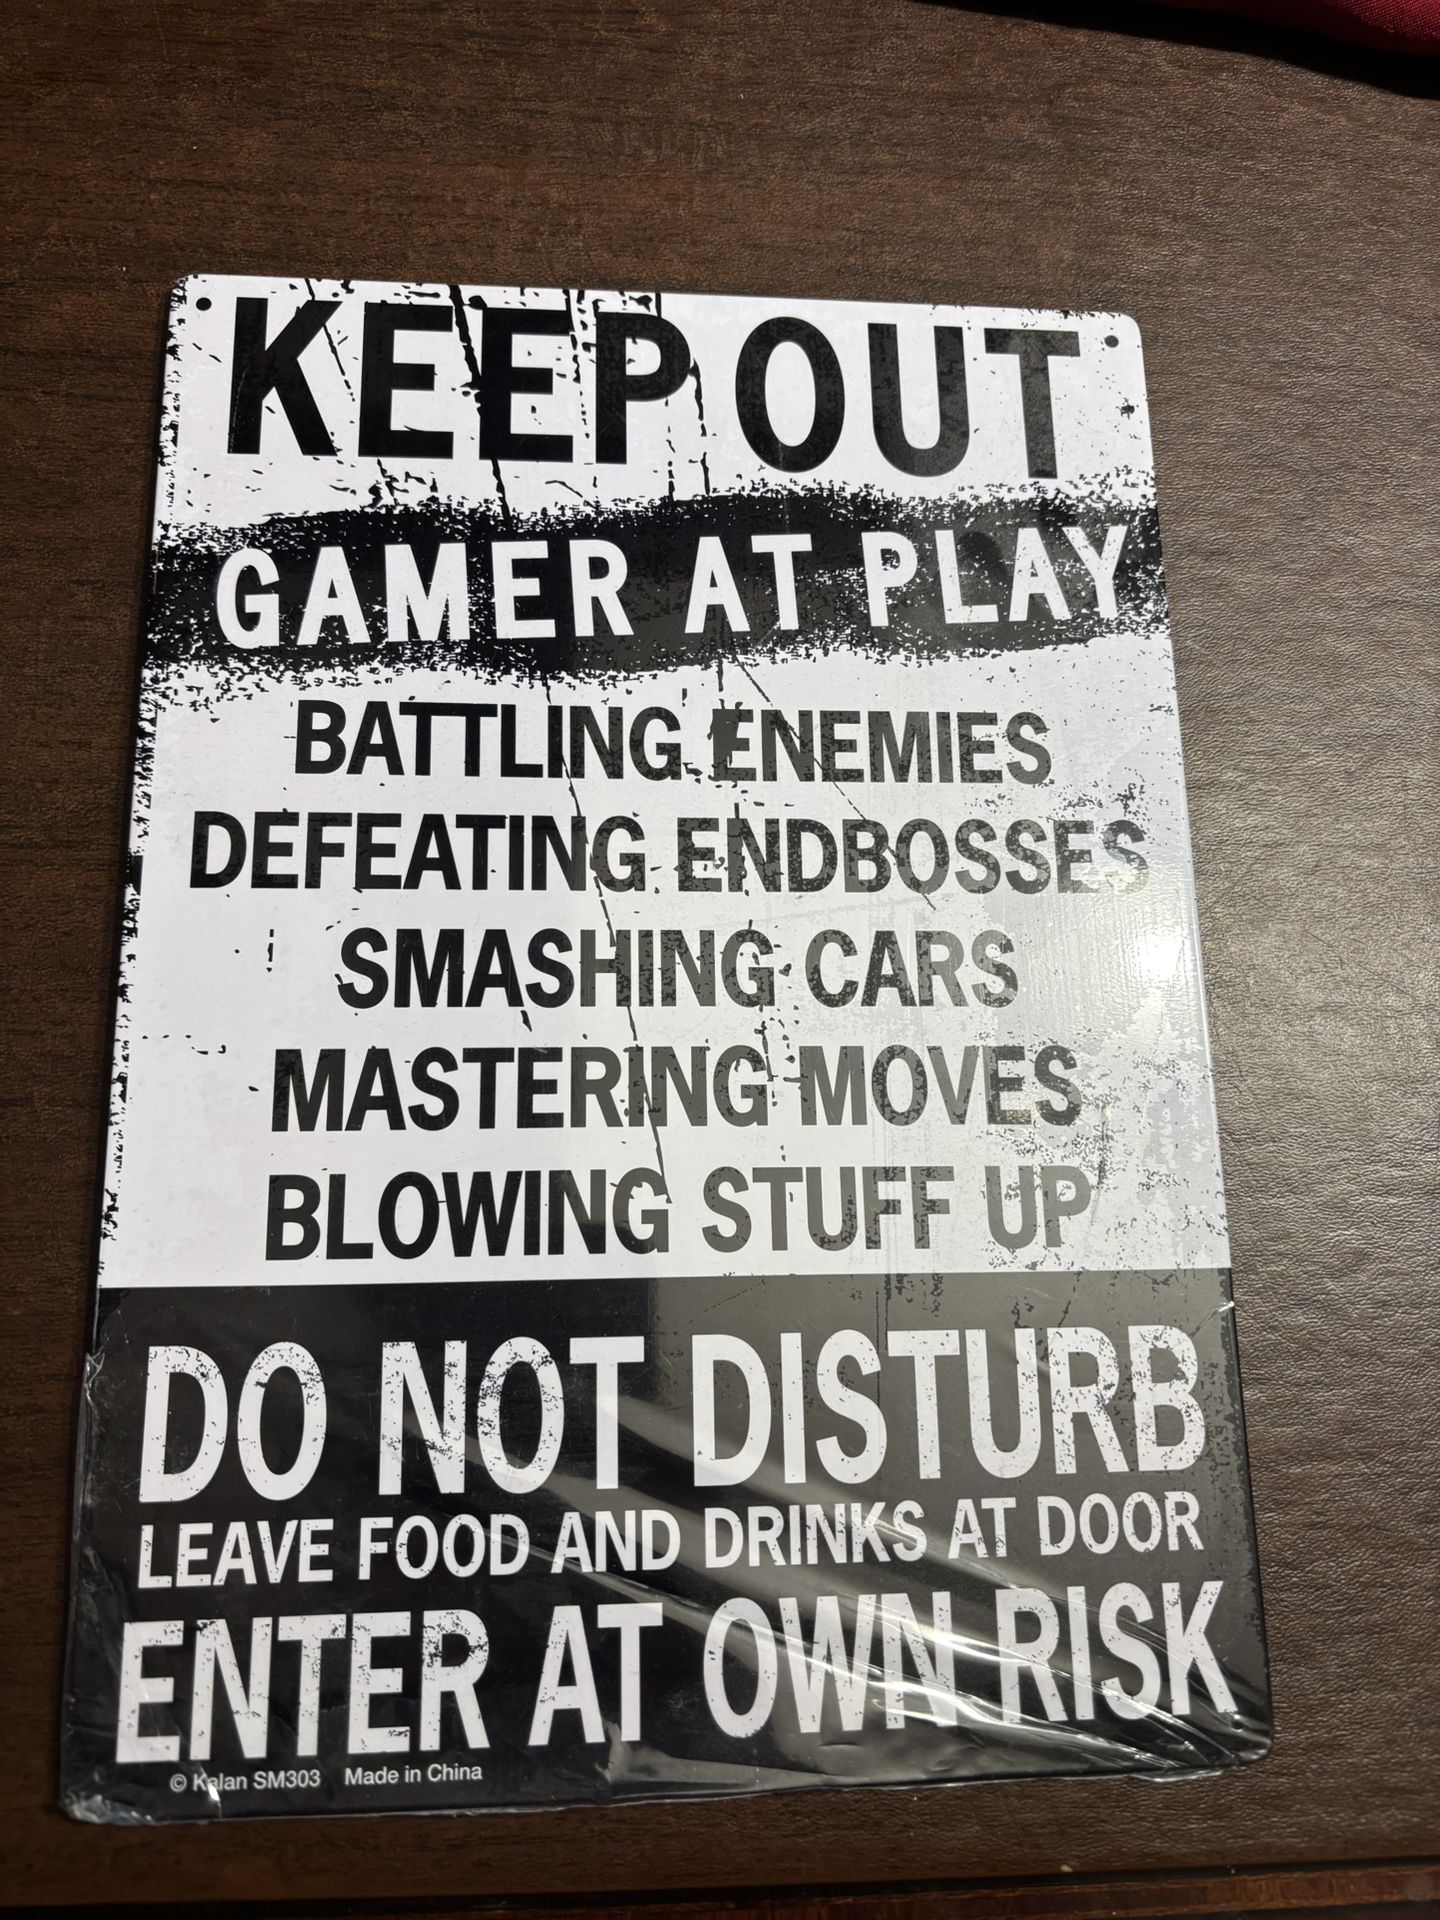 KEEP OUT
GAMER AT PLAY
BATTLING ENEMIES
DEFEATING ENDBOSSES
SMASHING CARS
MASTERING MOVES
BLOWING STUFF UP
DO NOT DISTURB
LEAVE FOOD AND DRINKS AT DOOR
ENTER AT OWN RISK
© Kalan SM303 Made in China